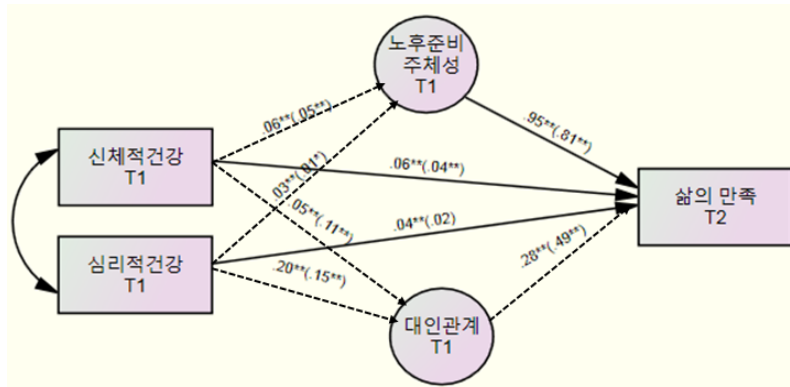 노후준비
주체성
T1
.06**(.05**)
.95**(.81**)
신체적건강
T1
.06**(.04**)
.03**(.01*)
삶의 만족
T2
.05**(.11**)
.04**(.02)
심리적건강
T1
.20**(.15**)
.28**(.49**)
대인관계
T1